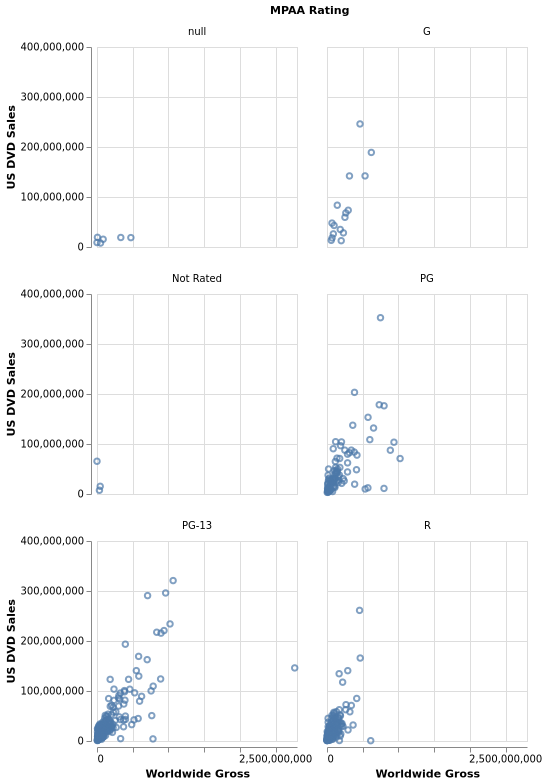 MPAA Rating
null
G
400,000,000
300,000,000
200,000,000
100,000,000
0
US DVD Sales
Not Rated
PG
400,000,000
300,000,000
200,000,000
100,000,000
0
US DVD Sales
PG-13
R
400,000,000
300,000,000
200,000,000
100,000,000
0
US DVD Sales
0 2,500,000,000 0 2,500,000,000
Worldwide Gross Worldwide Gross